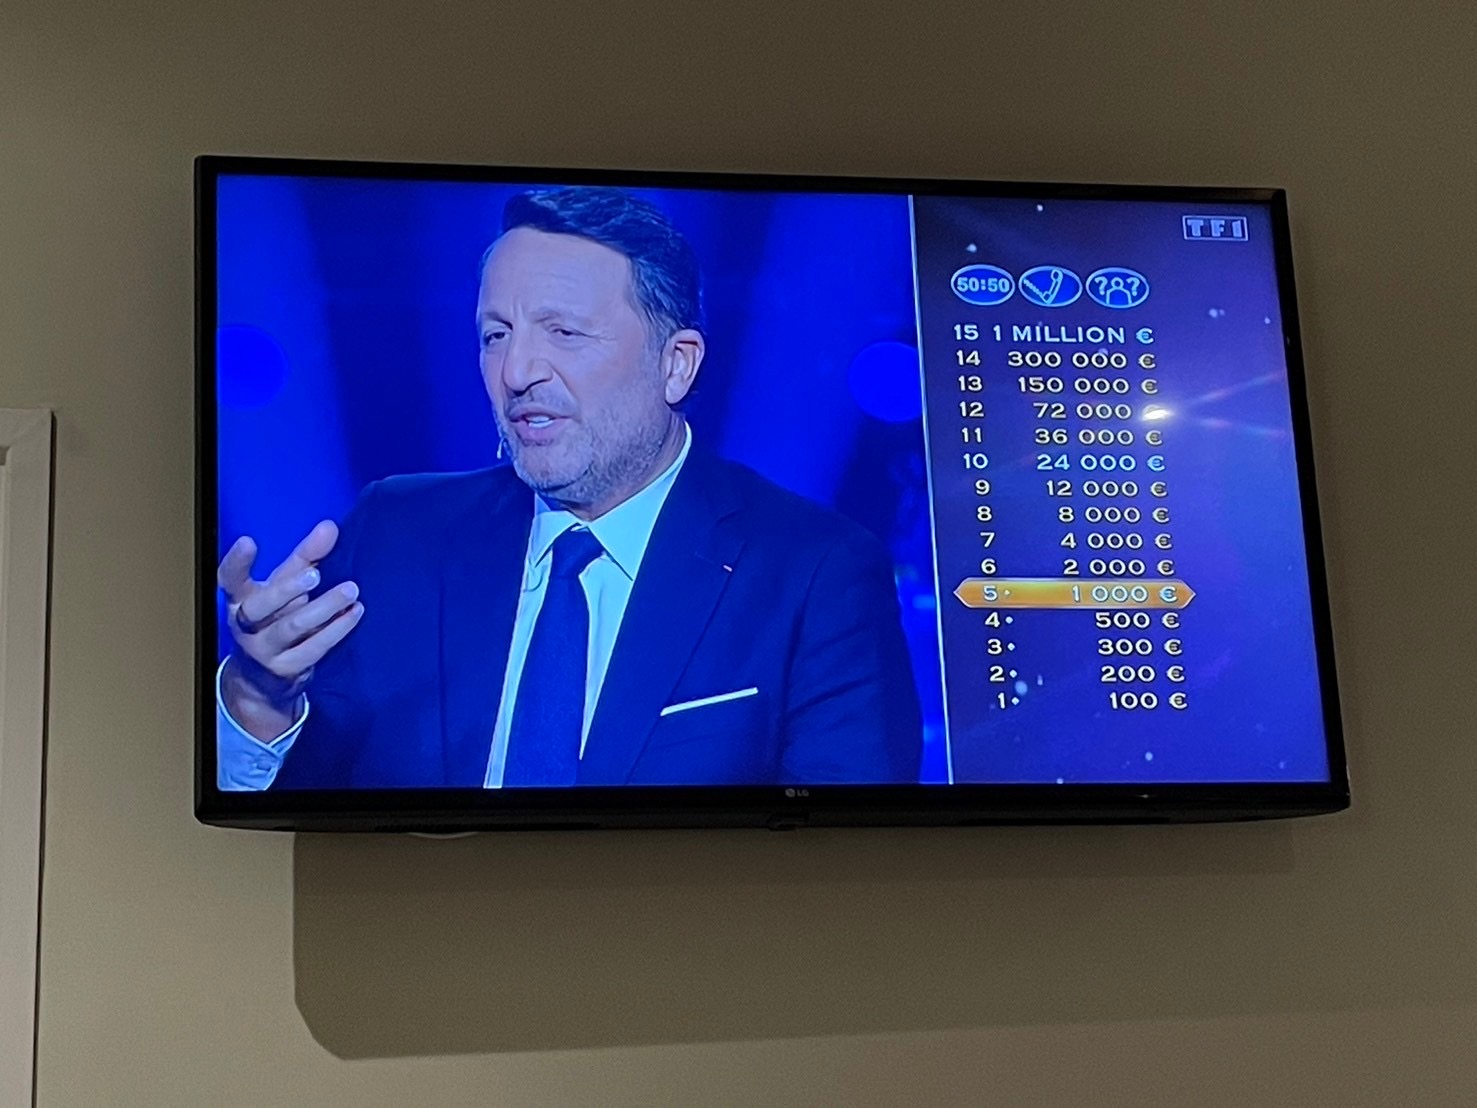 TF1
50:50
? ?
15 1 MILLION €
14 300 000 €
13 150 000 €
12 72 000 €
11 36 000 €
10 24 000 €
9 12 000 €
8 8 000 €
7 4 000 €
6 2 000 €
5 1 000 €
4 500 €
3 300 €
2 200 €
1 100 €
LG